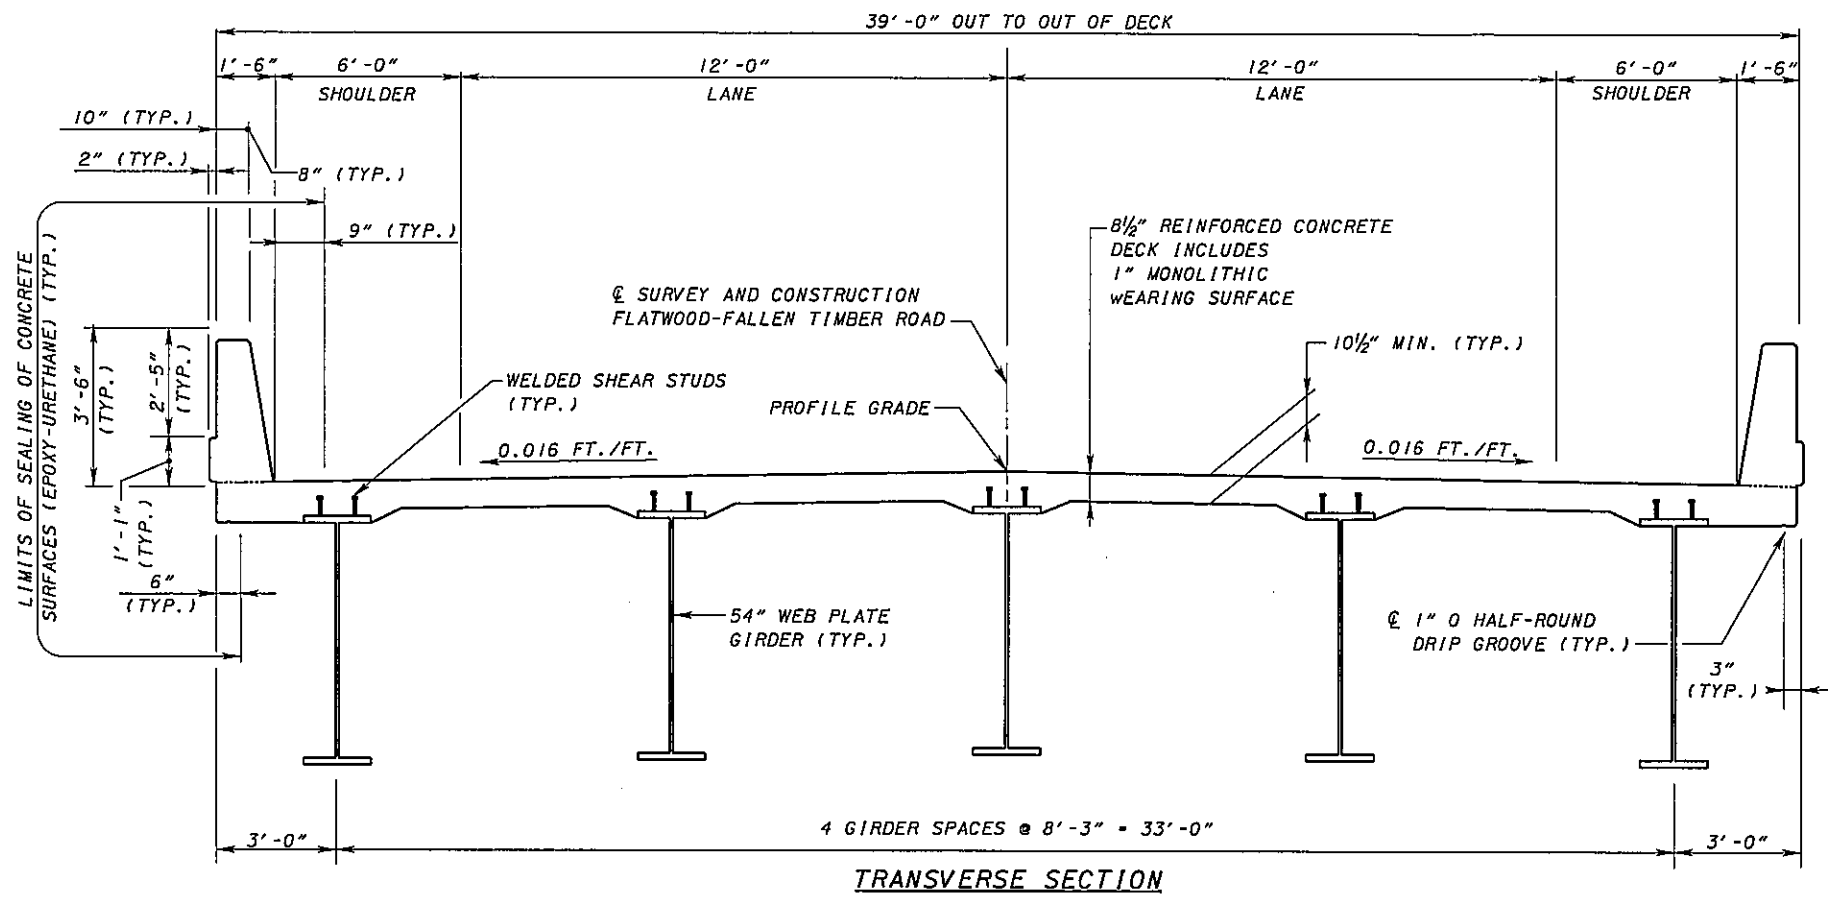 39'-0" OUT TO OUT OF DECK
1'-6"
6'-0"
SHOULDER
12'-0"
LANE
12'-0"
LANE
6'-0"
SHOULDER
1'-6"
10" (TYP.)
2" (TYP.)
8" (TYP.)
9" (TYP.)
LIMITS OF SEALING OF CONCRETE
SURFACES (EPOXY-URETHANE) (TYP.)
8½" REINFORCED CONCRETE
DECK INCLUDES
1" MONOLITHIC
WEARING SURFACE
℄ SURVEY AND CONSTRUCTION
FLATWOOD-FALLEN TIMBER ROAD
10½" MIN. (TYP.)
3'-6"
(TYP.)
2'-5"
(TYP.)
WELDED SHEAR STUDS
(TYP.)
PROFILE GRADE
0.016 FT./FT.
0.016 FT./FT.
1'-1"
(TYP.)
6"
(TYP.)
54" WEB PLATE
GIRDER (TYP.)
℄ 1" O HALF-ROUND
DRIP GROOVE (TYP.)
3"
(TYP.)
3'-0"
4 GIRDER SPACES @ 8'-3" = 33'-0"
3'-0"
TRANSVERSE SECTION